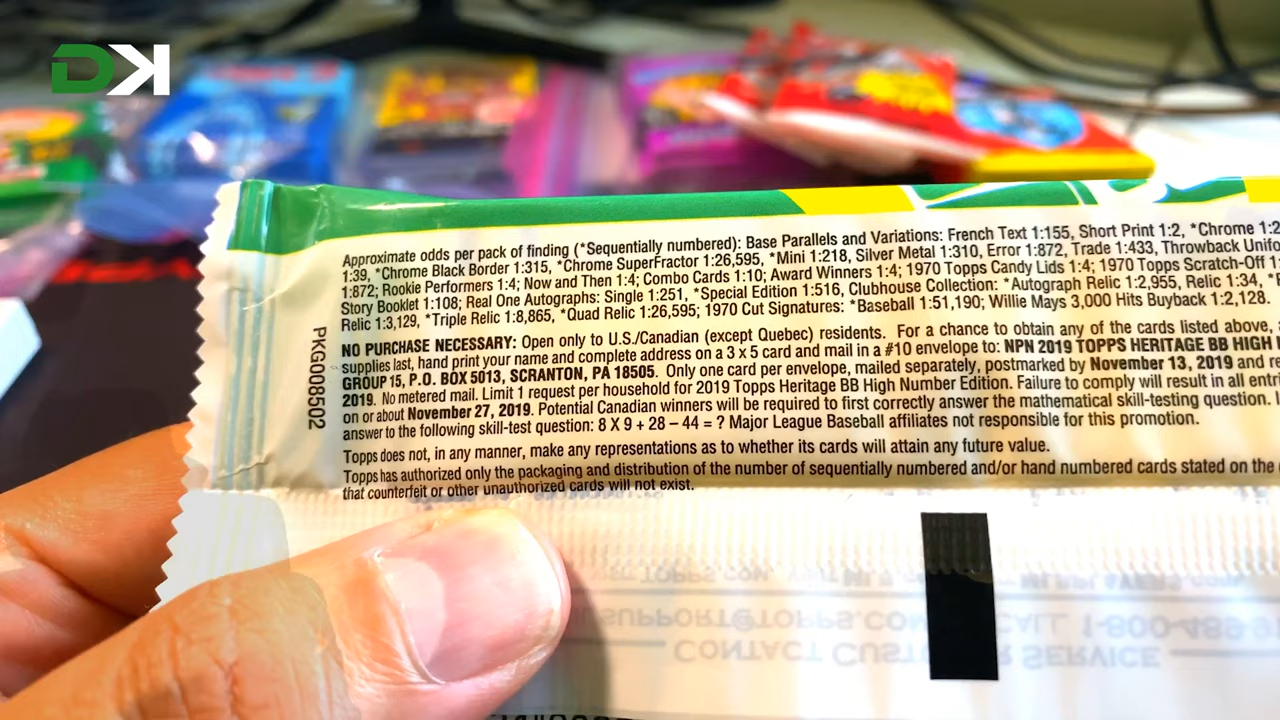 DK
Approximate odds per pack of finding (*Sequentially numbered): Base Parallels and Variations: French Text 1:155, Short Print 1:2, *Chrome 1:2
1:39, *Chrome Black Border 1:315, *Chrome SuperFractor 1:26,595, *Mini 1:218, Silver Metal 1:310, Error 1:872, Trade 1:433, Throwback Unifo
1:872; Rookie Performers 1:4; Now and Then 1:4; Combo Cards 1:10; Award Winners 1:4; 1970 Topps Candy Lids 1:4; 1970 Topps Scratch-Off 1:
Story Booklet 1:108; Real One Autographs: Single 1:251, *Special Edition 1:516, Clubhouse Collection: *Autograph Relic 1:2,955, Relic 1:34,
Relic 1:3,129, *Triple Relic 1:8,865, *Quad Relic 1:26,595; 1970 Cut Signatures: *Baseball 1:51,190; Willie Mays 3,000 Hits Buyback 1:2,128.
NO PURCHASE NECESSARY: Open only to U.S./Canadian (except Quebec) residents. For a chance to obtain any of the cards listed above,
supplies last, hand print your name and complete address on a 3 x 5 card and mail in a #10 envelope to: NPN 2019 TOPPS HERITAGE BB HIGH
GROUP 15, P.O. BOX 5013, SCRANTON, PA 18505. Only one card per envelope, mailed separately, postmarked by November 13, 2019 and re
2019. No metered mail. Limit 1 request per household for 2019 Topps Heritage BB High Number Edition. Failure to comply will result in all entri
on or about November 27, 2019. Potential Canadian winners will be required to first correctly answer the mathematical skill-testing question.
answer to the following skill-test question: 8 X 9 + 28 – 44 = ? Major League Baseball affiliates not responsible for this promotion.
Topps does not, in any manner, make any representations as to whether its cards will attain any future value.
Topps has authorized only the packaging and distribution of the number of sequentially numbered and/or hand numbered cards stated on the
that counterfeit or other unauthorized cards will not exist.
PKG008502
SUPPORT@TOPPS.COM CALL 1-800-489-91
CONTACT CUSTOMER SERVICE